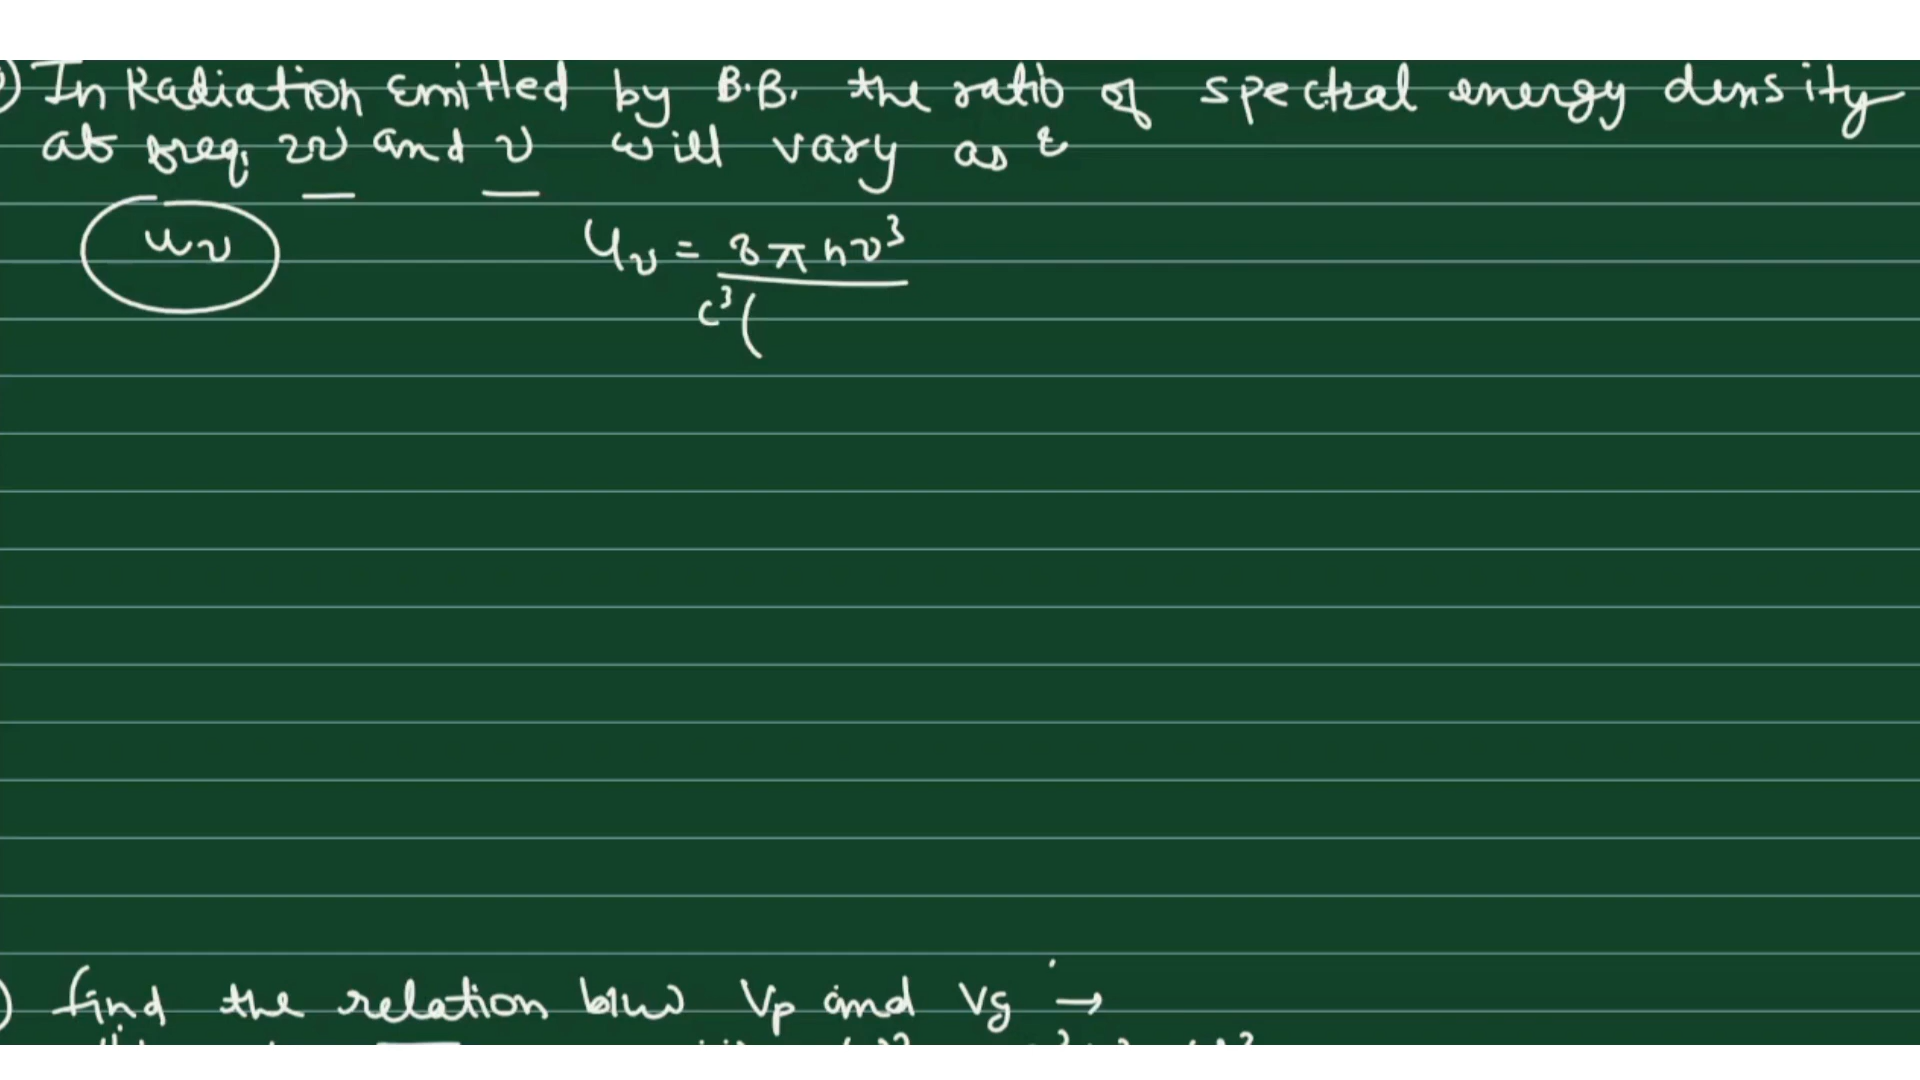 ) In Radiation Emitted by B.B. the ratio of spectral energy density
at freq. 2ν and ν will vary as
uν
Uν = 8πhν³
c³(
) find the relation b/w Vp and Vg →